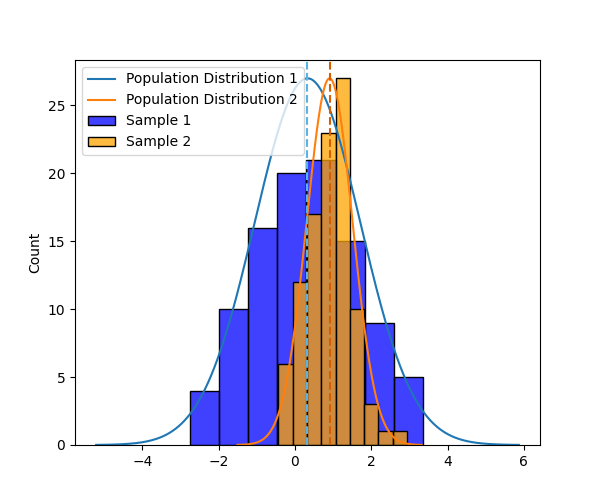 Population Distribution 1
Population Distribution 2
Sample 1
Sample 2
Count
25
20
15
10
5
0
−4
−2
0
2
4
6